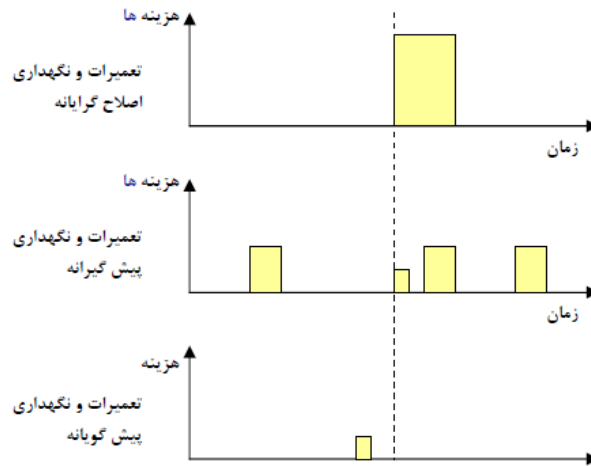 هزینه ها
تعمیرات و نگهداری
اصلاح گرایانه
زمان
هزینه ها
تعمیرات و نگهداری
پیش گیرانه
زمان
هزینه
تعمیرات و نگهداری
پیش گویانه